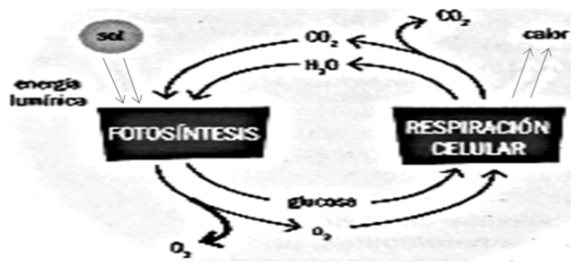 sol
CO₂
CO₂
calor
H₂O
energía
lumínica
FOTOSÍNTESIS
RESPIRACIÓN
CELULAR
glucosa
O₂
O₂